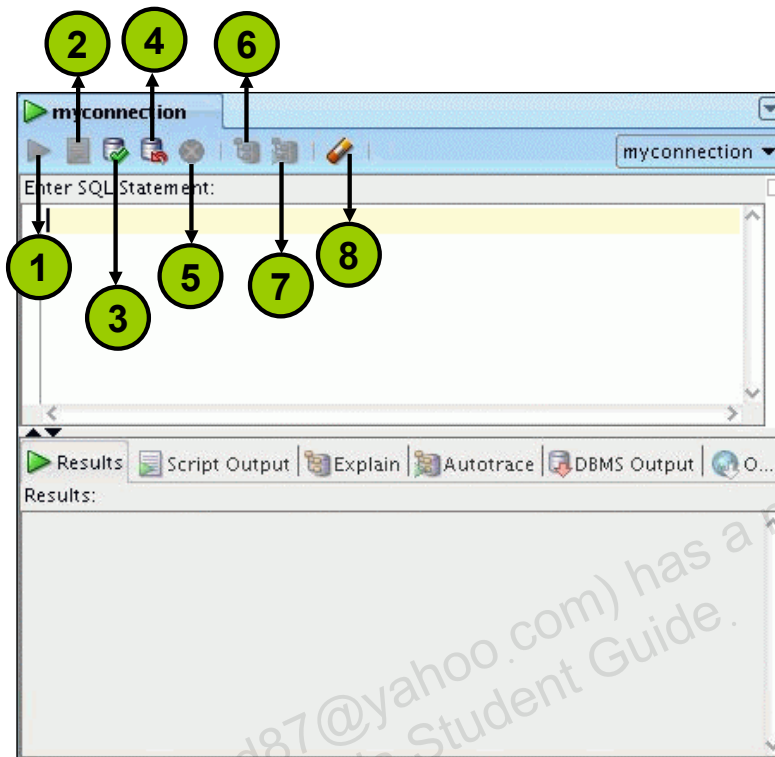 2 4 6
myconnection
myconnection
Enter SQL Statement:
1 3 5 7 8
Results Script Output Explain Autotrace DBMS Output O...
Results:
com) has a
d87@yahoo.com
Student Guide.